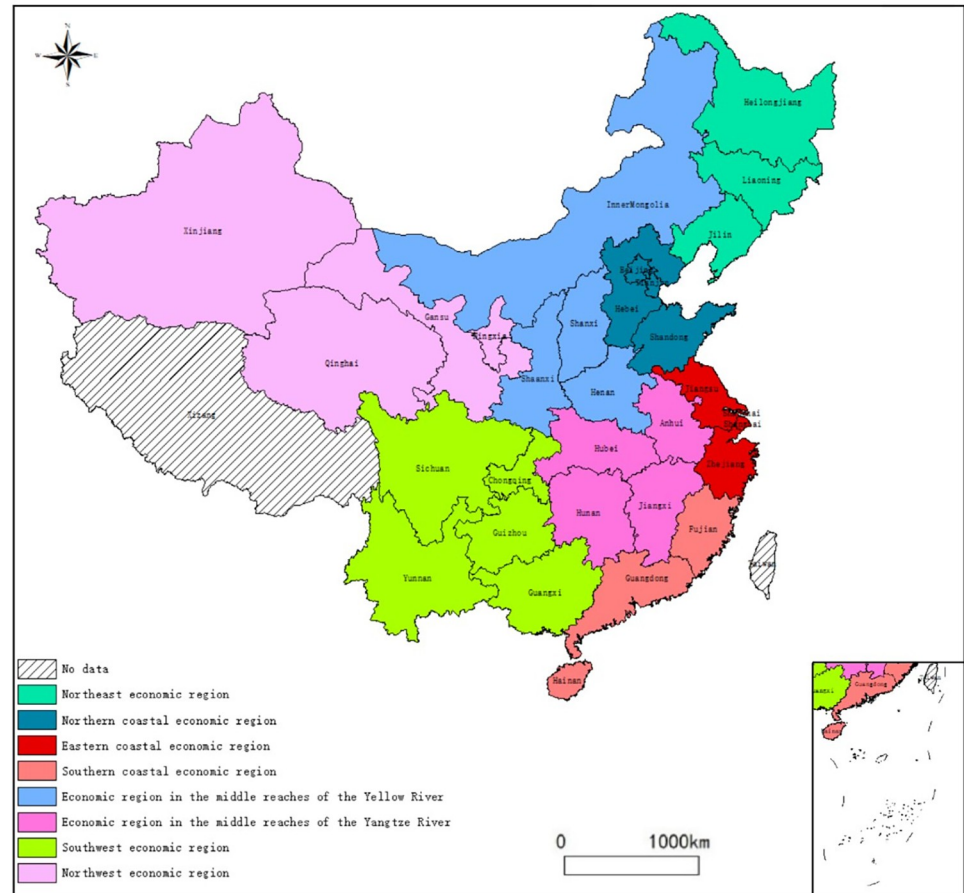 N
W
E
S
Heilongjiang
Liaoning
Jilin
InnerMongolia
Xinjiang
Beijing
Tianjin
Hebei
Gansu
Ningxia
Shanxi
Shandong
Qinghai
Shaanxi
Henan
Jiangsu
Xizang
Anhui
Shanghai
Hubei
Sichuan
Zhejiang
Chongqing
Hunan
Jiangxi
Guizhou
Fujian
Yunnan
Guangxi
Guangdong
Taiwan
Hainan
No data
Northeast economic region
Northern coastal economic region
Eastern coastal economic region
Southern coastal economic region
Economic region in the middle reaches of the Yellow River
Economic region in the middle reaches of the Yangtze River
Southwest economic region
Northwest economic region
0 1000km
Guangdong